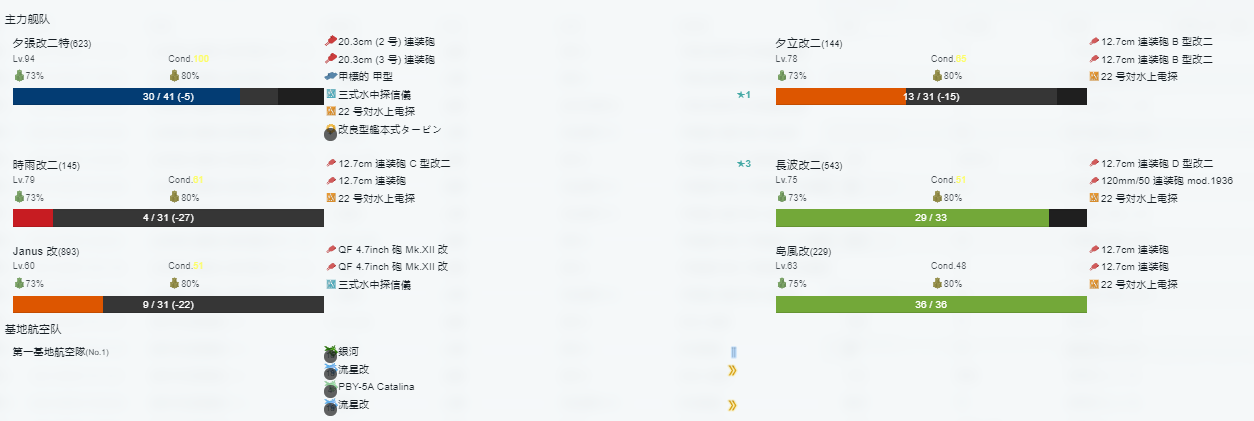 主力舰队
夕張改二特(623)
Lv.94 Cond.100
73% 80%
30 / 41 (-5)
20.3cm (2 号) 連装砲
20.3cm (3 号) 連装砲
甲標的 甲型
三式水中探信儀 ★1
22 号対水上電探
改良型艦本式タービン
夕立改二(144)
Lv.78 Cond.
73% 80%
13 / 31 (-15)
12.7cm 連装砲 B 型改二
12.7cm 連装砲 B 型改二
22 号対水上電探
時雨改二(145)
Lv.79 Cond.
73% 80%
4 / 31 (-27)
12.7cm 連装砲 C 型改二 ★3
12.7cm 連装砲
22 号対水上電探
長波改二(543)
Lv.75 Cond.51
73% 80%
29 / 33
12.7cm 連装砲 D 型改二
120mm/50 連装砲 mod.1936
22 号対水上電探
Janus 改(893)
Lv.60 Cond.
73% 80%
9 / 31 (-22)
QF 4.7inch 砲 Mk.XII 改
QF 4.7inch 砲 Mk.XII 改
三式水中探信儀
島風改(229)
Lv.63 Cond.48
75% 80%
36 / 36
12.7cm 連装砲
12.7cm 連装砲
22 号対水上電探
基地航空队
第一基地航空隊(No.1)
銀河
流星改
PBY-5A Catalina
流星改